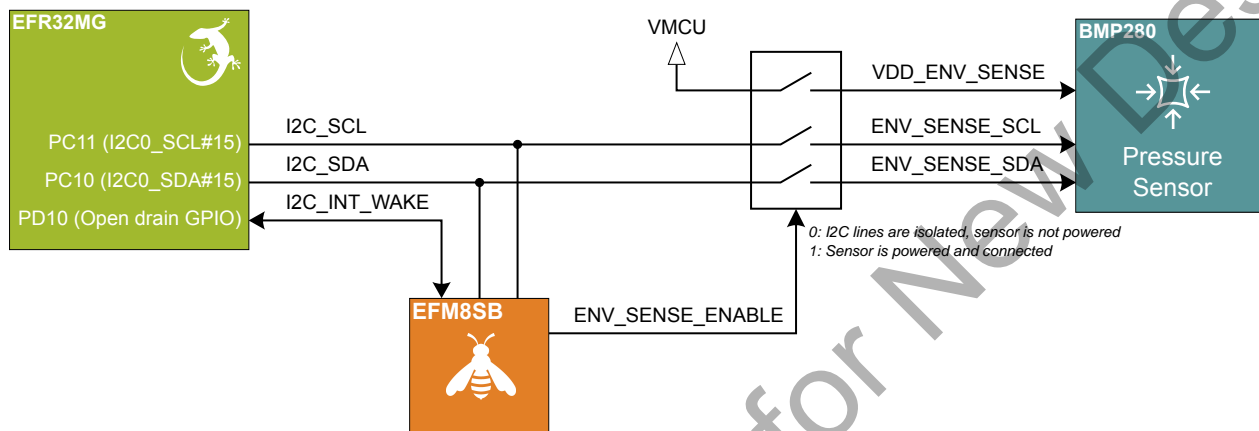 EFR32MG
PC11 (I2C0_SCL#15)
PC10 (I2C0_SDA#15)
PD10 (Open drain GPIO)
I2C_SCL
I2C_SDA
I2C_INT_WAKE
EFM8SB
ENV_SENSE_ENABLE
VMCU
VDD_ENV_SENSE
ENV_SENSE_SCL
ENV_SENSE_SDA
0: I2C lines are isolated, sensor is not powered
1: Sensor is powered and connected
BMP280
Pressure
Sensor
for New Des